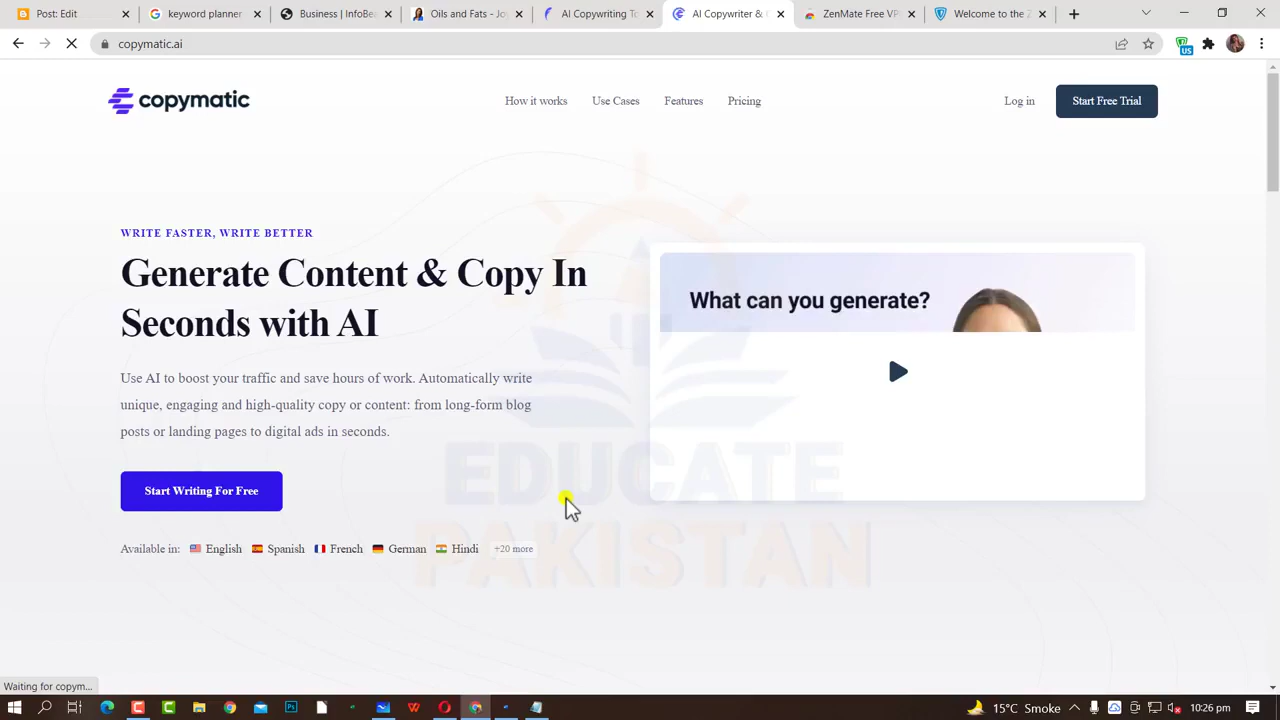 Post: Edit
keyword planner
Business | InfoBe
Oils and Fats - Jo
AI Copywriting To
AI Copywriter & C
ZenMate Free VP
Welcome to the Z
copymatic.ai
US
copymatic
How it works
Use Cases
Features
Pricing
Log in
Start Free Trial
WRITE FASTER, WRITE BETTER
Generate Content & Copy In
Seconds with AI
What can you generate?
Use AI to boost your traffic and save hours of work. Automatically write
unique, engaging and high-quality copy or content: from long-form blog
posts or landing pages to digital ads in seconds.
EDUCATE
PAKISTAN
Start Writing For Free
Available in: English Spanish French German Hindi +20 more
Waiting for copym...
15°C Smoke
10:26 pm